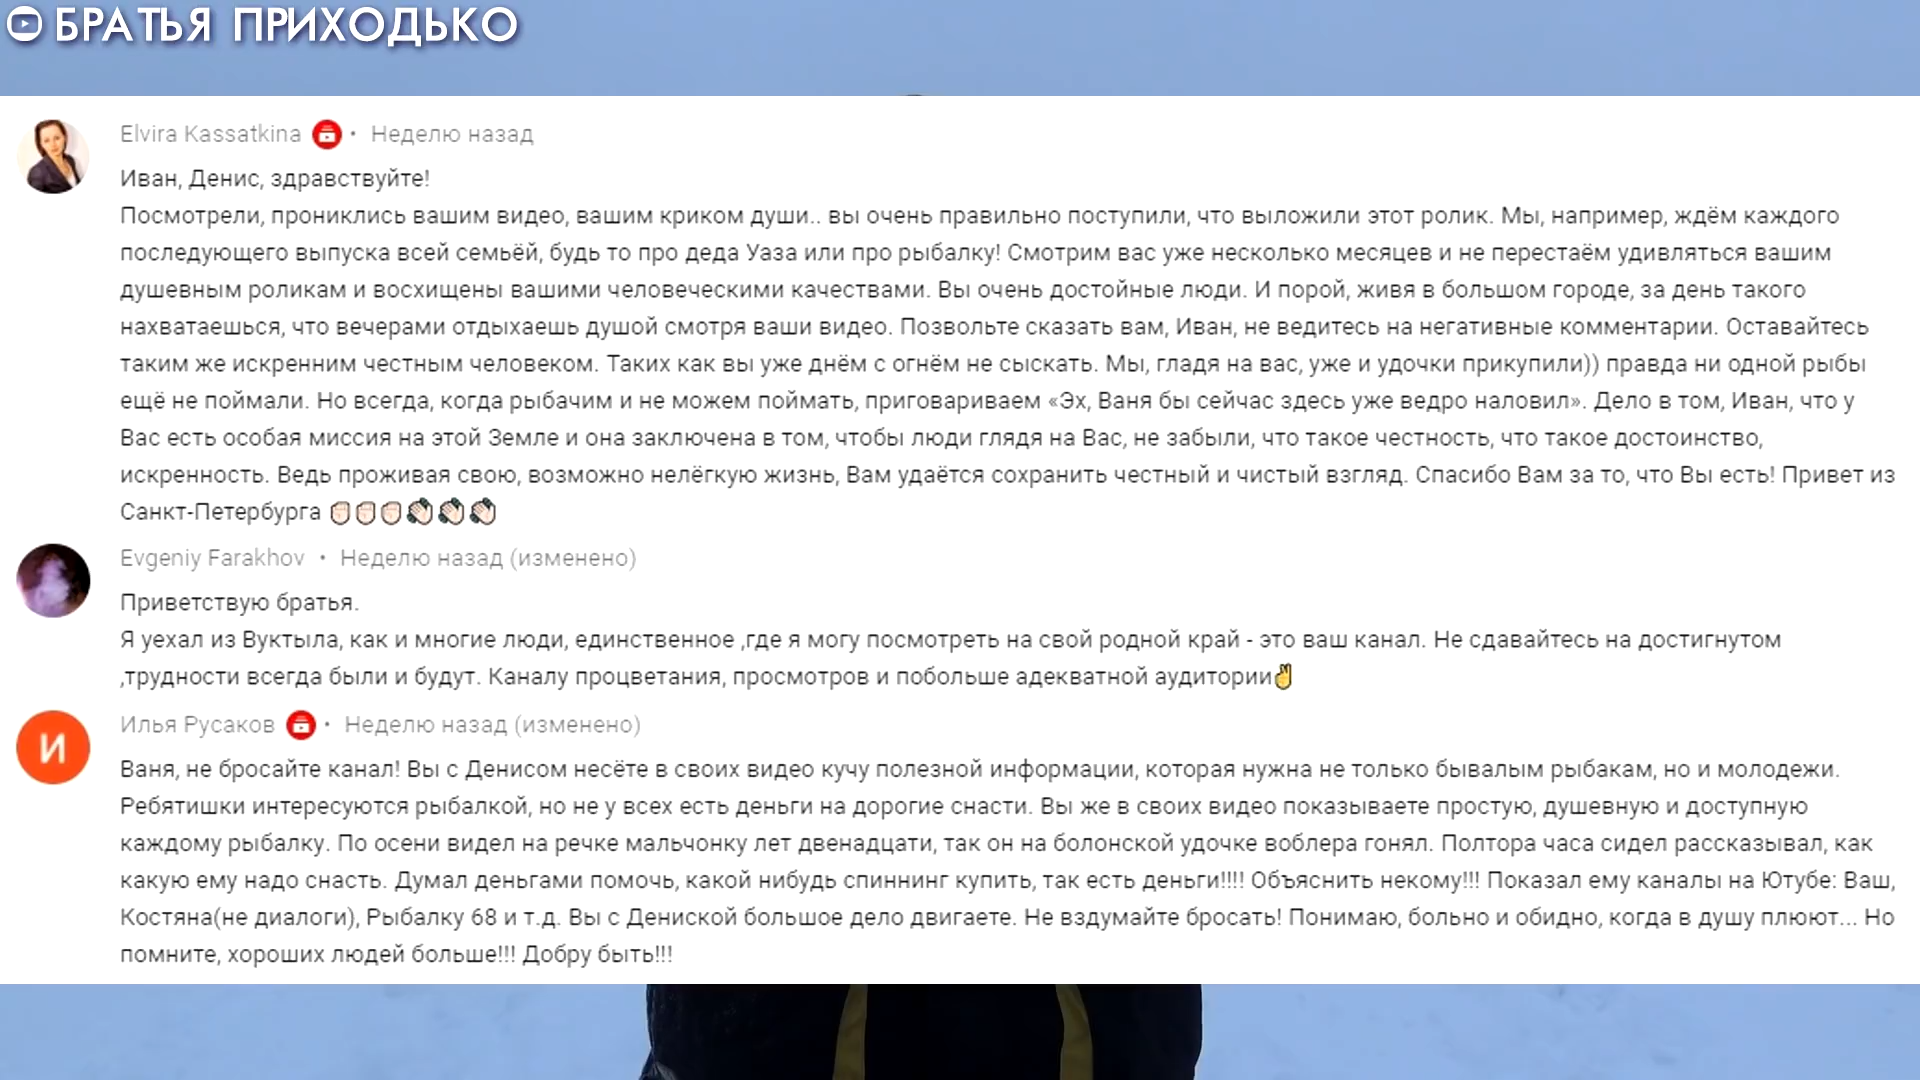 БРАТЬЯ ПРИХОДЬКО
Elvira Kassatkina • Неделю назад
Иван, Денис, здравствуйте!
Посмотрели, прониклись вашим видео, вашим криком души.. вы очень правильно поступили, что выложили этот ролик. Мы, например, ждём каждого
последующего выпуска всей семьёй, будь то про деда Уаза или про рыбалку! Смотрим вас уже несколько месяцев и не перестаём удивляться вашим
душевным роликам и восхищены вашими человеческими качествами. Вы очень достойные люди. И порой, живя в большом городе, за день такого
нахватаешься, что вечерами отдыхаешь душой смотря ваши видео. Позвольте сказать вам, Иван, не ведитесь на негативные комментарии. Оставайтесь
таким же искренним честным человеком. Таких как вы уже днём с огнём не сыскать. Мы, гладя на вас, уже и удочки прикупили)) правда ни одной рыбы
ещё не поймали. Но всегда, когда рыбачим и не можем поймать, приговариваем «Эх, Ваня бы сейчас здесь уже ведро наловил». Дело в том, Иван, что у
Вас есть особая миссия на этой Земле и она заключена в том, чтобы люди глядя на Вас, не забыли, что такое честность, что такое достоинство,
искренность. Ведь проживая свою, возможно нелёгкую жизнь, Вам удаётся сохранить честный и чистый взгляд. Спасибо Вам за то, что Вы есть! Привет из
Санкт-Петербурга ✊🏻✊🏻✊🏻👏🏻👏🏻👏🏻
Evgeniy Farakhov • Неделю назад (изменено)
Приветствую братья.
Я уехал из Вуктыла, как и многие люди, единственное ,где я могу посмотреть на свой родной край - это ваш канал. Не сдавайтесь на достигнутом
,трудности всегда были и будут. Каналу процветания, просмотров и побольше адекватной аудитории✌
И
Илья Русаков • Неделю назад (изменено)
Ваня, не бросайте канал! Вы с Денисом несёте в своих видео кучу полезной информации, которая нужна не только бывалым рыбакам, но и молодежи.
Ребятишки интересуются рыбалкой, но не у всех есть деньги на дорогие снасти. Вы же в своих видео показываете простую, душевную и доступную
каждому рыбалку. По осени видел на речке мальчонку лет двенадцати, так он на болонской удочке воблера гонял. Полтора часа сидел рассказывал, как
какую ему надо снасть. Думал деньгами помочь, какой нибудь спиннинг купить, так есть деньги!!!! Объяснить некому!!! Показал ему каналы на Ютубе: Ваш,
Костяна(не диалоги), Рыбалку 68 и т.д. Вы с Дениской большое дело двигаете. Не вздумайте бросать! Понимаю, больно и обидно, когда в душу плюют... Но
помните, хороших людей больше!!! Добру быть!!!